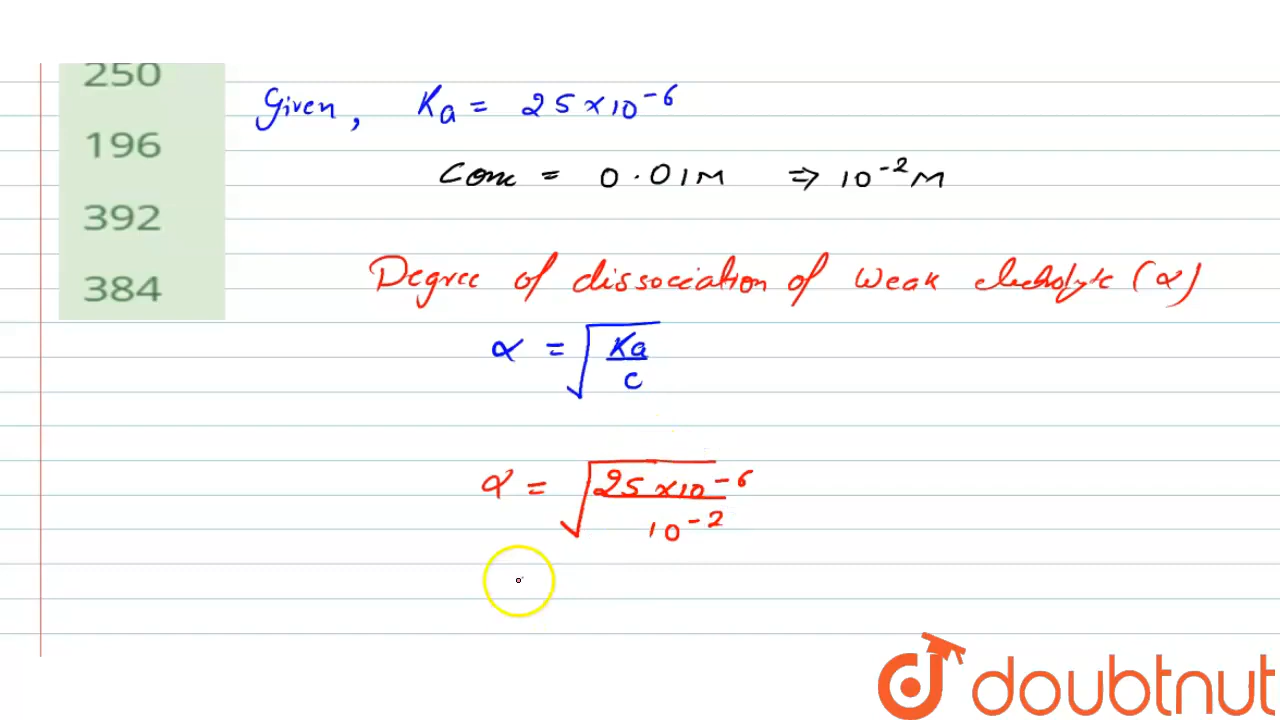 250
196
392
384
Given, Ka = 25 × 10⁻⁶
Conc = 0.01M ⇒ 10⁻² M
Degree of dissociation of weak electrolyte (α)
α = √(Ka/C)
α = √(25 × 10⁻⁶/10⁻²)
doubtnut